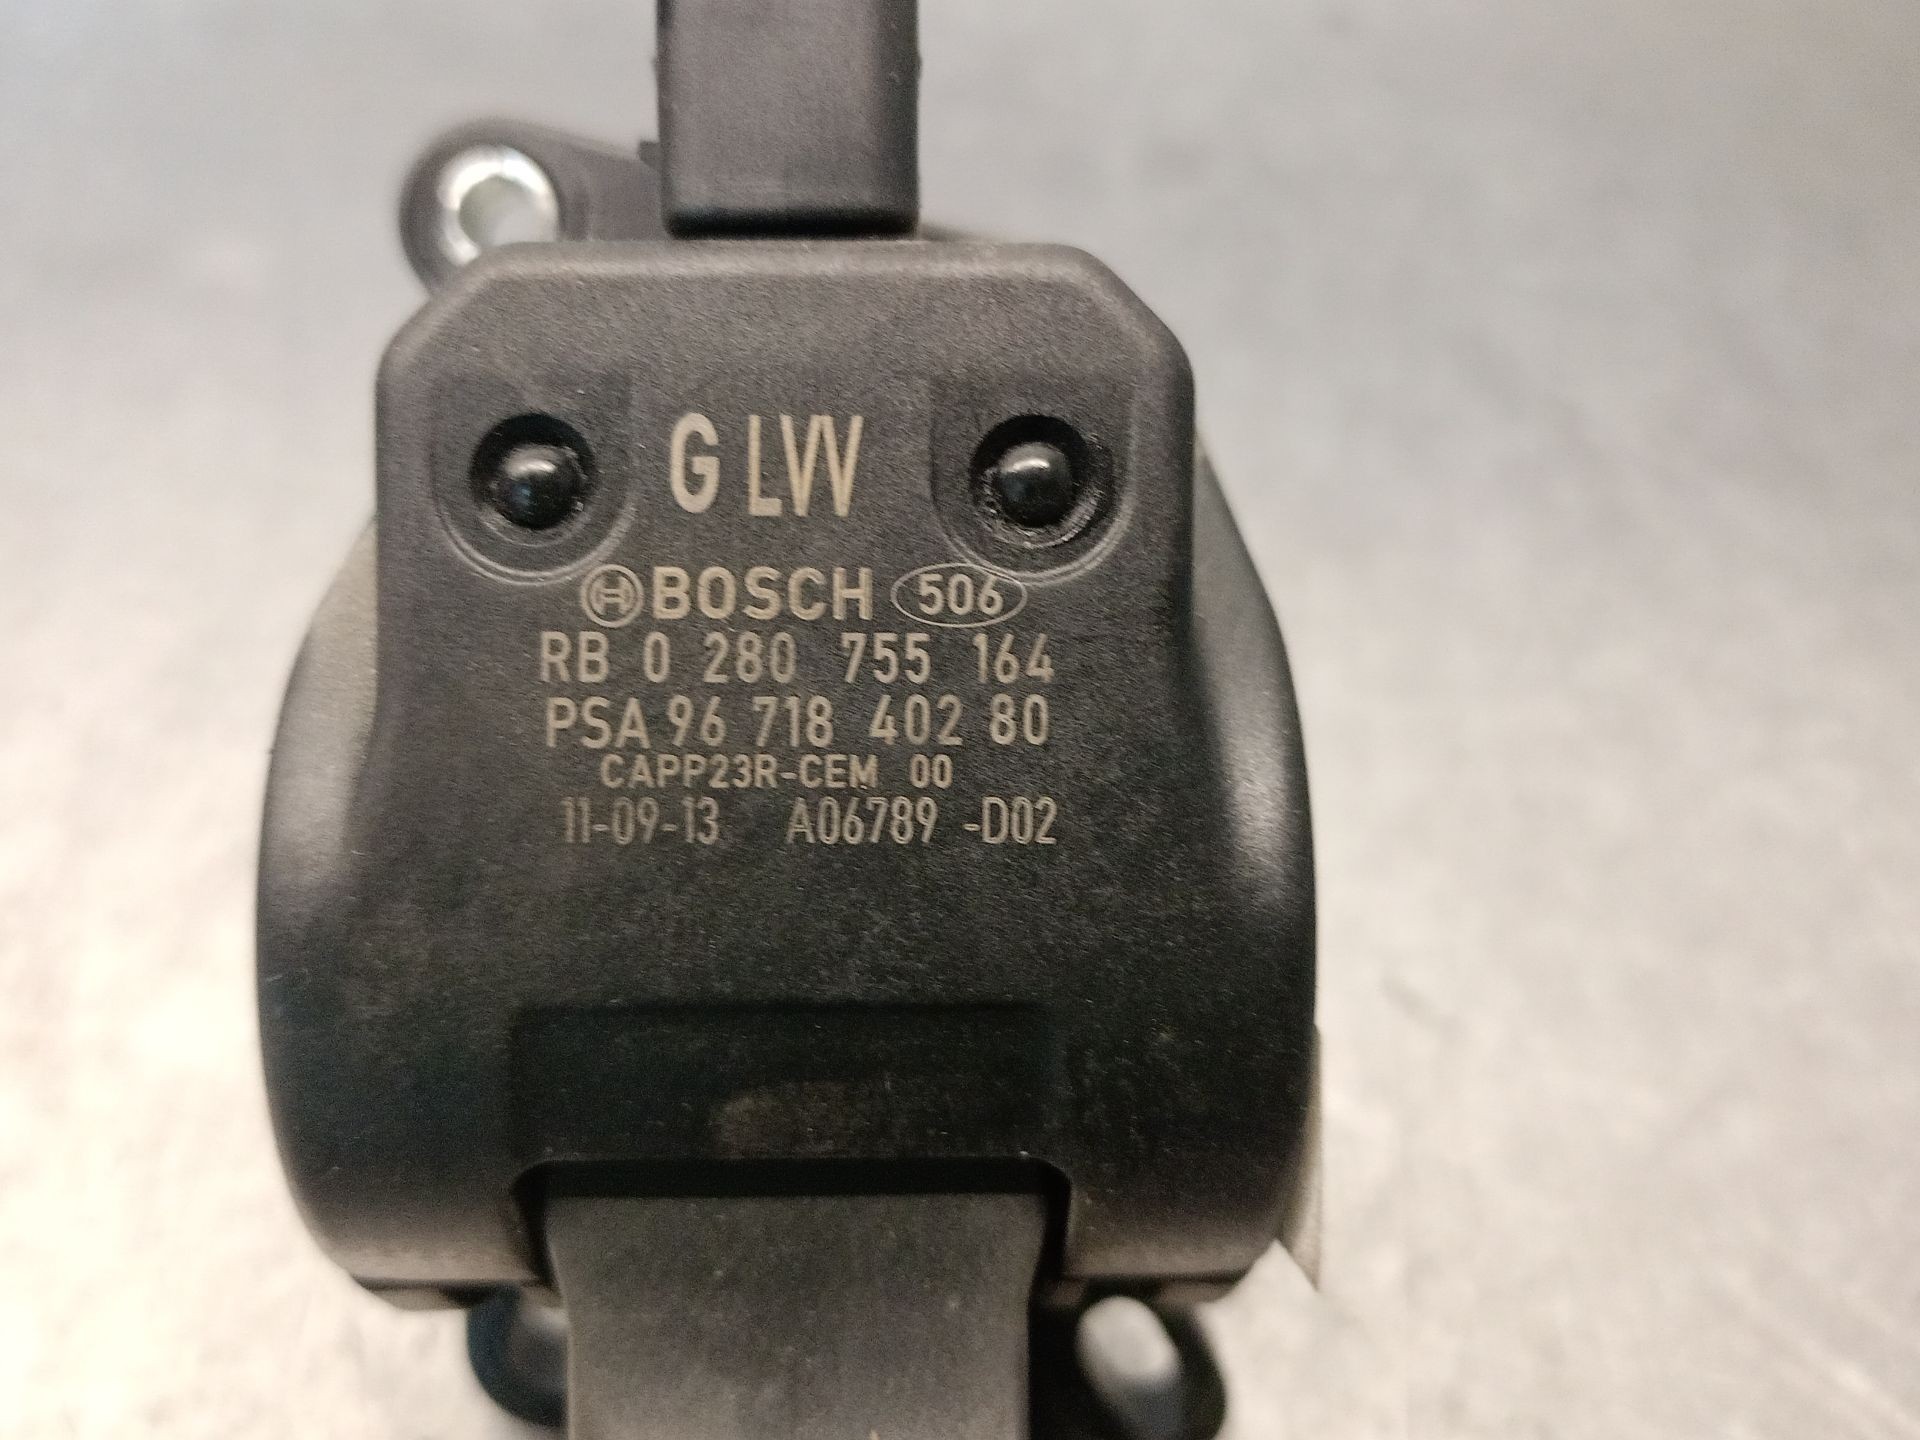 G LW
BOSCH 506
RB 0 280 755 164
PSA 96 718 402 80
CAPP23R-CEM 00
11-09-13 A06789 -D02